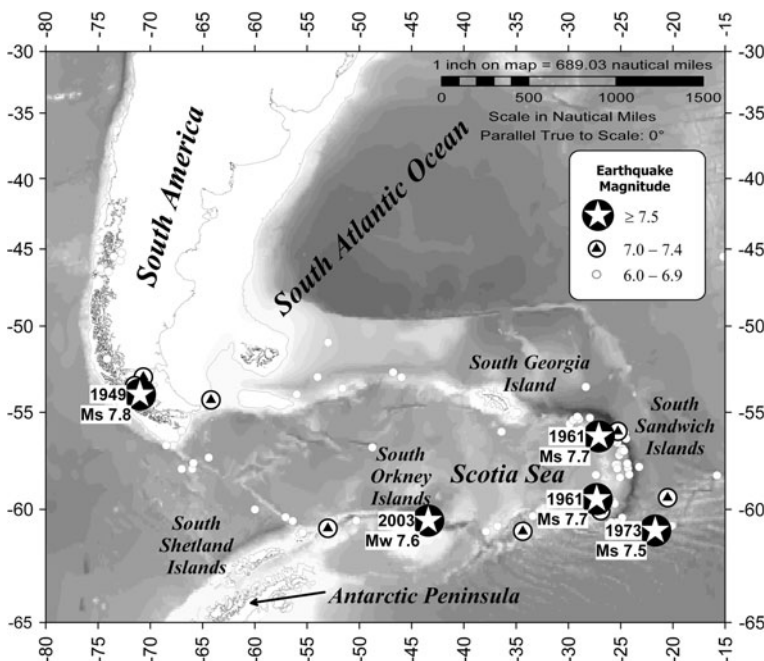 -80 -75 -70 -65 -60 -55 -50 -45 -40 -35 -30 -25 -20 -15
-30 -30
1 inch on map = 689.03 nautical miles
0 500 1000 1500
Scale in Nautical Miles
Parallel True to Scale: 0°
-35 -35
Earthquake
Magnitude
≥ 7.5
7.0 – 7.4
6.0 – 6.9
South America
South Atlantic Ocean
-40 -40
-45 -45
-50 -50
South Georgia
Island
1949
Ms 7.8
-55 -55
South
Sandwich
Islands
1961
Ms 7.7
South
Orkney
Islands
Scotia Sea
1961
Ms 7.7
-60 -60
2003
Mw 7.6
1973
Ms 7.5
South
Shetland
Islands
Antarctic Peninsula
-65 -65
-80 -75 -70 -65 -60 -55 -50 -45 -40 -35 -30 -25 -20 -15